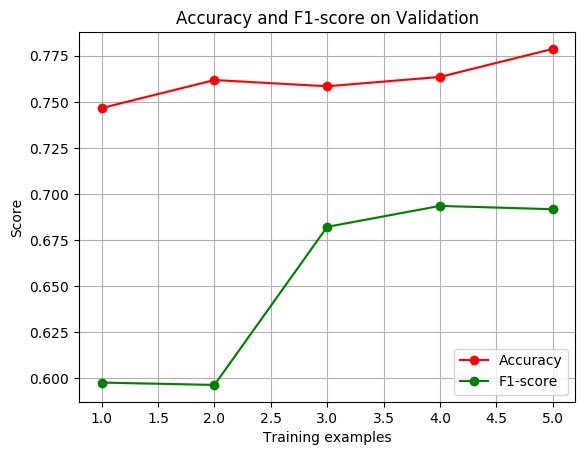 Accuracy and F1-score on Validation
Score
0.775
0.750
0.725
0.700
0.675
0.650
0.625
0.600
1.0 1.5 2.0 2.5 3.0 3.5 4.0 4.5 5.0
Training examples
Accuracy
F1-score